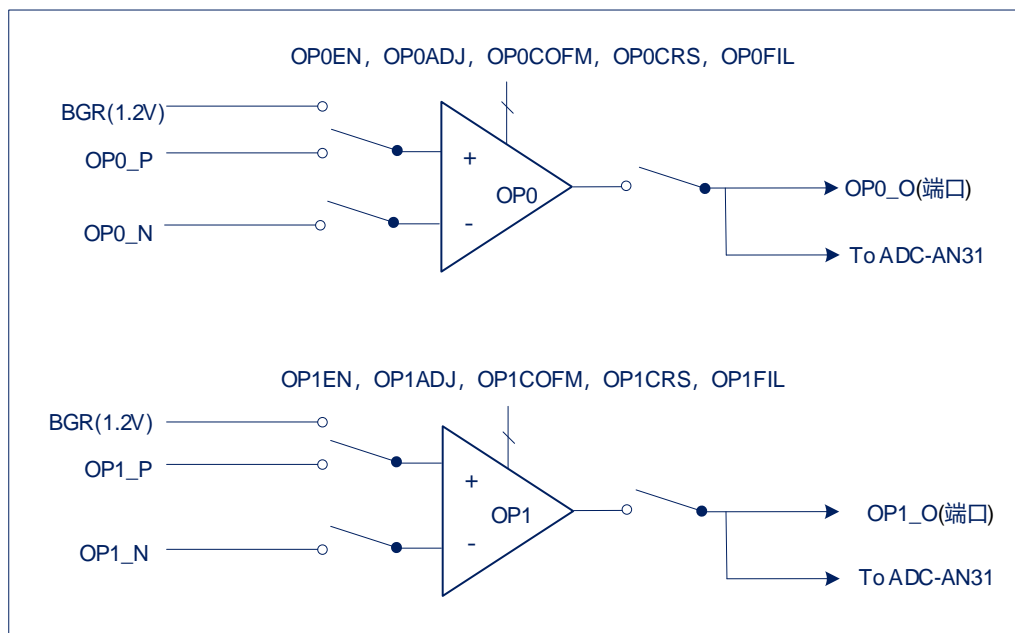 OP0EN，OP0ADJ，OP0COFM，OP0CRS，OP0FIL
BGR(1.2V)
OP0_P
+
OP0
OP0_O(端口)
OP0_N
-
To ADC-AN31
OP1EN，OP1ADJ，OP1COFM，OP1CRS，OP1FIL
BGR(1.2V)
OP1_P
+
OP1
OP1_O(端口)
OP1_N
-
To ADC-AN31